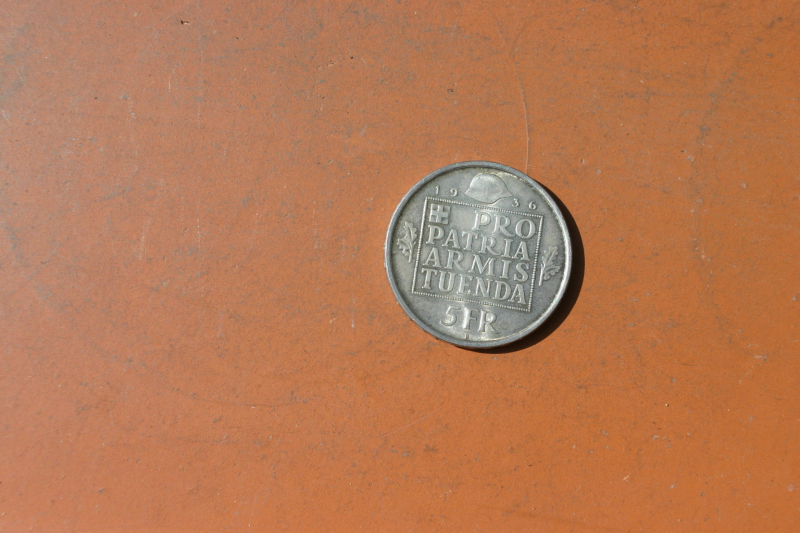 1936
PRO
PATRIA
ARMIS
TUENDA
5 FR